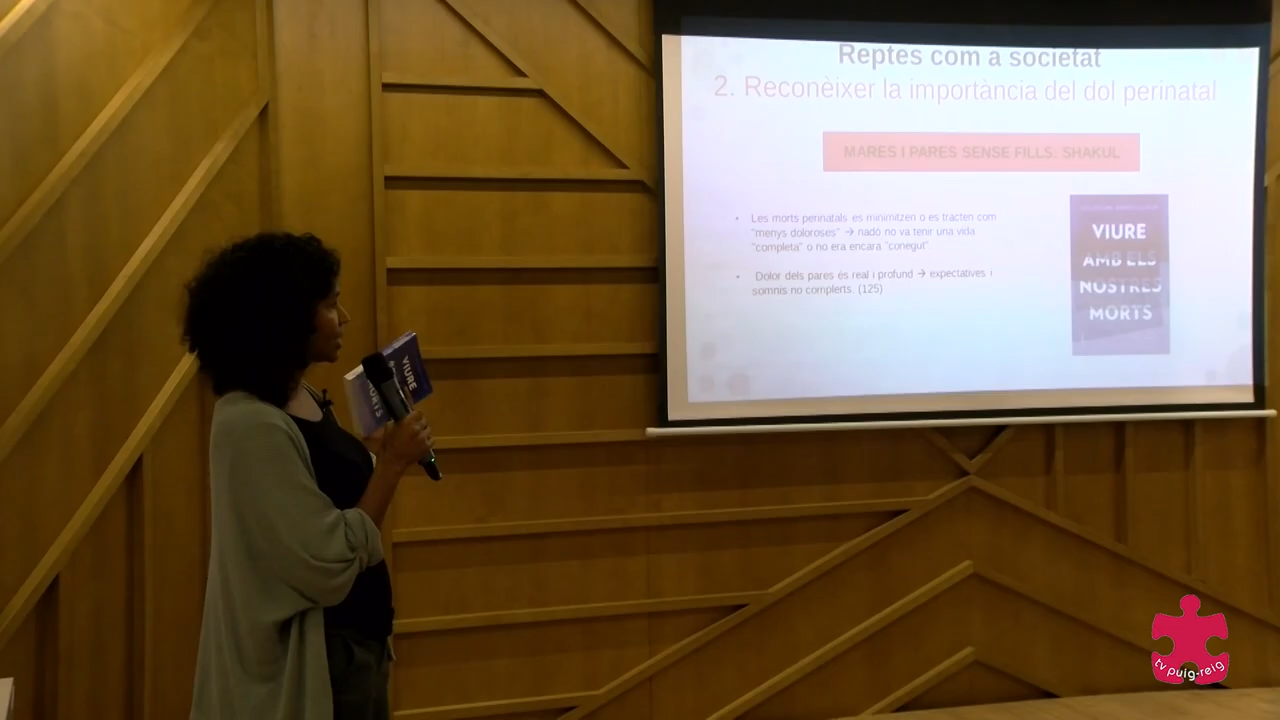 Reptes com a societat
2. Reconèixer la importància del dol perinatal
MARES I PARES SENSE FILLS: SHAKUL
• Les morts perinatals es minimitzen o es tracten com
"menys doloroses" → nadó no va tenir una vida
"completa" o no era encara "conegut".
• Dolor dels pares és real i profund → expectatives i
somnis no complerts. (125)
VIURE
AMB ELS
NOSTRES
MORTS
VIURE
MORTS
tv puig-reig